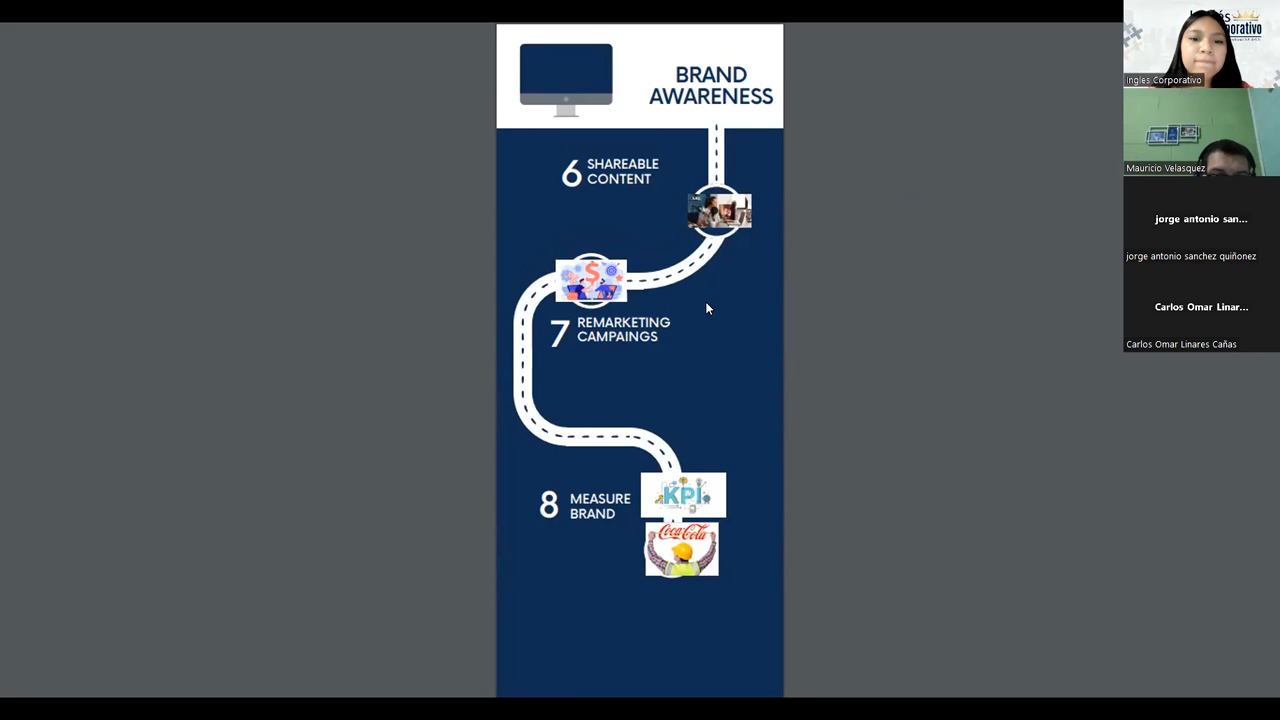 BRAND
AWARENESS
6 SHAREABLE
CONTENT
7 REMARKETING
CAMPAINGS
8 MEASURE
BRAND
KPI
Coca-Cola
Ingles Corporativo
Mauricio Velasquez
jorge antonio san...
jorge antonio sanchez quiñonez
Carlos Omar Linar...
Carlos Omar Linares Cañas